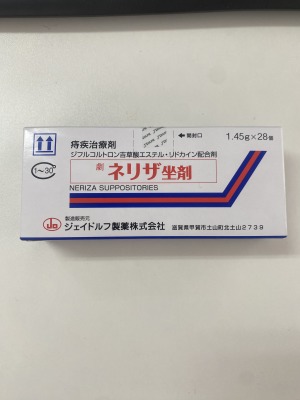 痔疾治療剤
←開封口
1.45g×28個
ジフルコルトロン吉草酸エステル・リドカイン配合剤
1~30°
劇 ネリザ坐剤
NERIZA SUPPOSITORIES
製造販売元
ジェイドルフ製薬株式会社
滋賀県甲賀市土山町北土山2739